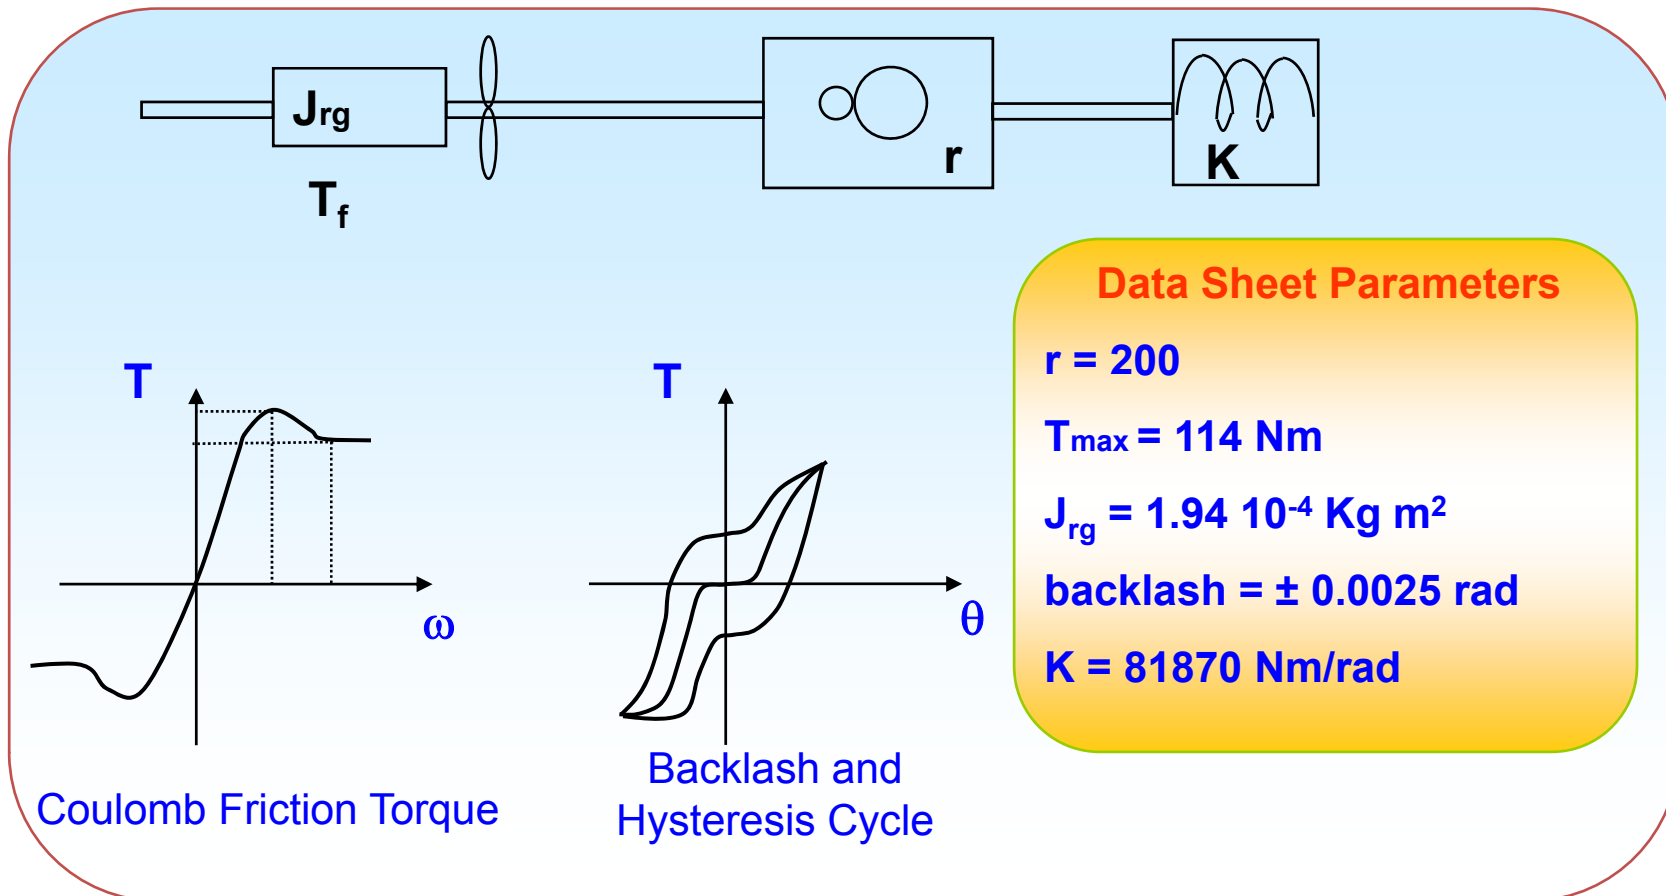 Jrg
Tf
r
K
Data Sheet Parameters
r = 200
Tmax = 114 Nm
Jrg = 1.94 10-4 Kg m2
backlash = ± 0.0025 rad
K = 81870 Nm/rad
T
ω
Coulomb Friction Torque
T
θ
Backlash and
Hysteresis Cycle